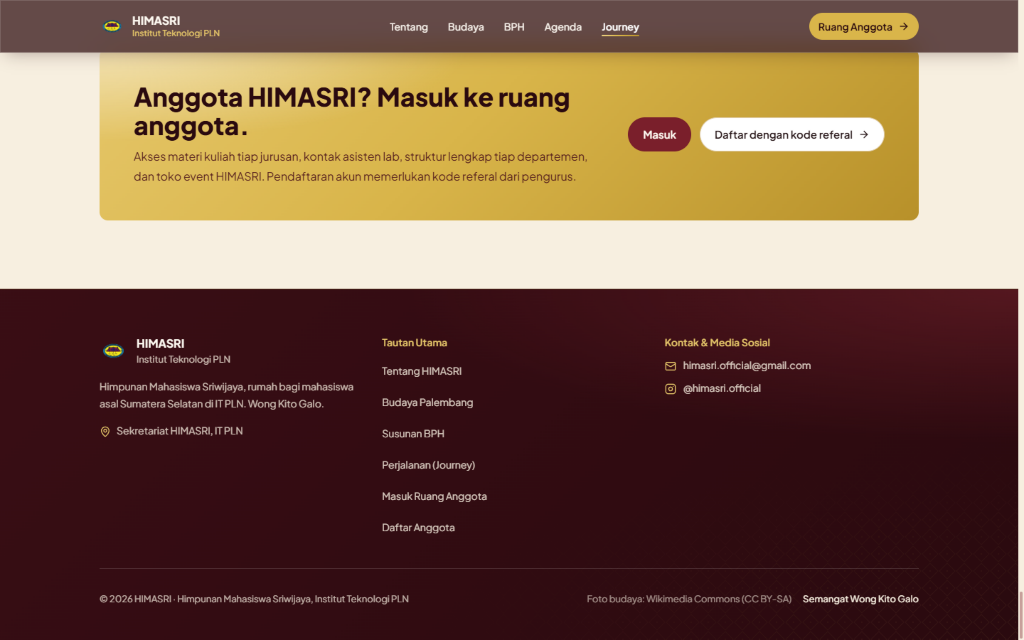 HIMASRI
Institut Teknologi PLN
Tentang
Budaya
BPH
Agenda
Journey
Ruang Anggota
Anggota HIMASRI? Masuk ke ruang
anggota.
Akses materi kuliah tiap jurusan, kontak asisten lab, struktur lengkap tiap departemen,
dan toko event HIMASRI. Pendaftaran akun memerlukan kode referal dari pengurus.
Masuk
Daftar dengan kode referal
HIMASRI
Institut Teknologi PLN
Himpunan Mahasiswa Sriwijaya, rumah bagi mahasiswa
asal Sumatera Selatan di IT PLN. Wong Kito Galo.
Sekretariat HIMASRI, IT PLN
Tautan Utama
Tentang HIMASRI
Budaya Palembang
Susunan BPH
Perjalanan (Journey)
Masuk Ruang Anggota
Daftar Anggota
Kontak & Media Sosial
himasri.official@gmail.com
@himasri.official
© 2026 HIMASRI · Himpunan Mahasiswa Sriwijaya, Institut Teknologi PLN
Foto budaya: Wikimedia Commons (CC BY-SA)
Semangat Wong Kito Galo